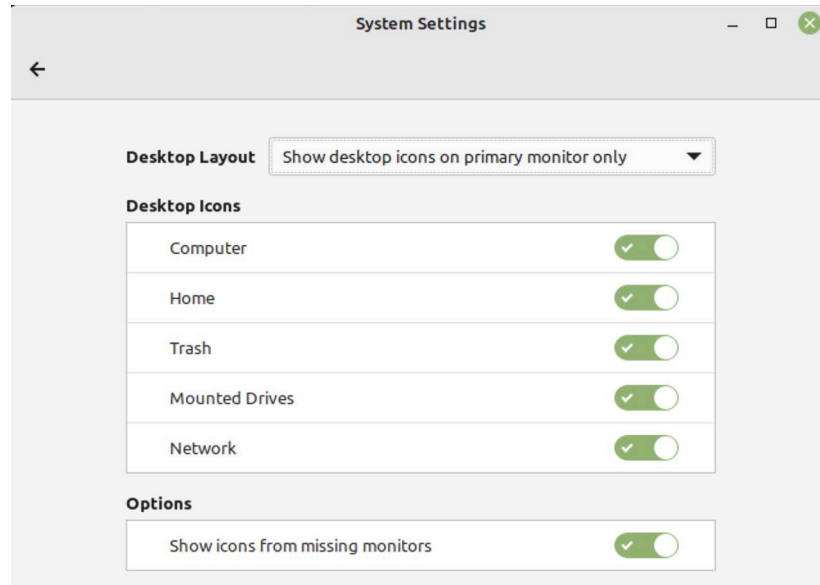 System Settings
Desktop Layout Show desktop icons on primary monitor only
Desktop Icons
Computer
Home
Trash
Mounted Drives
Network
Options
Show icons from missing monitors